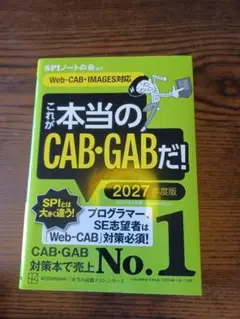 SPIノートの会
Web-CAB・IMAGES対応
これが
本当の
CAB・GABだ!
2027年度版
SPIとは
大きく違う!
プログラマー、
SE志望者は
「Web-CAB」対策必須!
CAB・GAB
対策本で売上
No.1